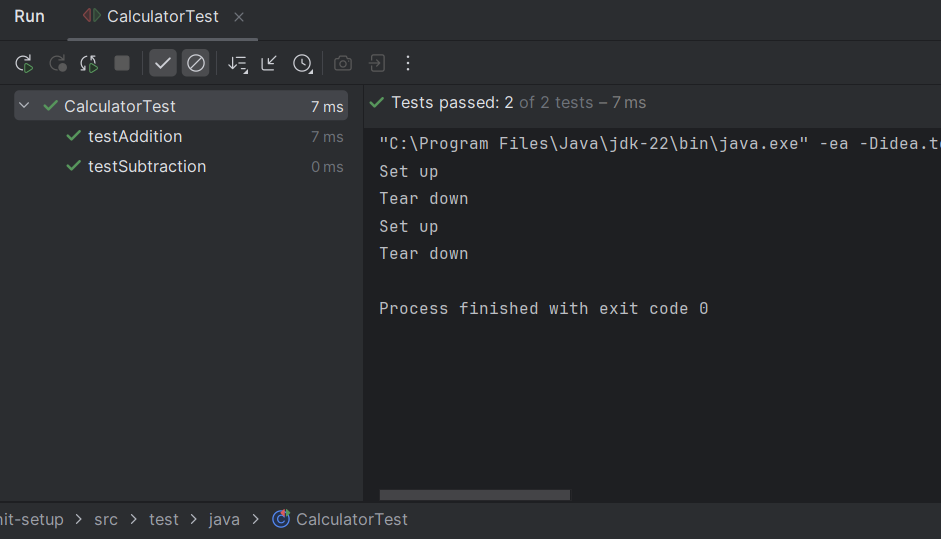 Run CalculatorTest
CalculatorTest 7 ms
testAddition 7 ms
testSubtraction 0 ms
Tests passed: 2 of 2 tests – 7 ms
"C:\Program Files\Java\jdk-22\bin\java.exe" -ea -Didea.te
Set up
Tear down
Set up
Tear down
Process finished with exit code 0
nit-setup > src > test > java > CalculatorTest